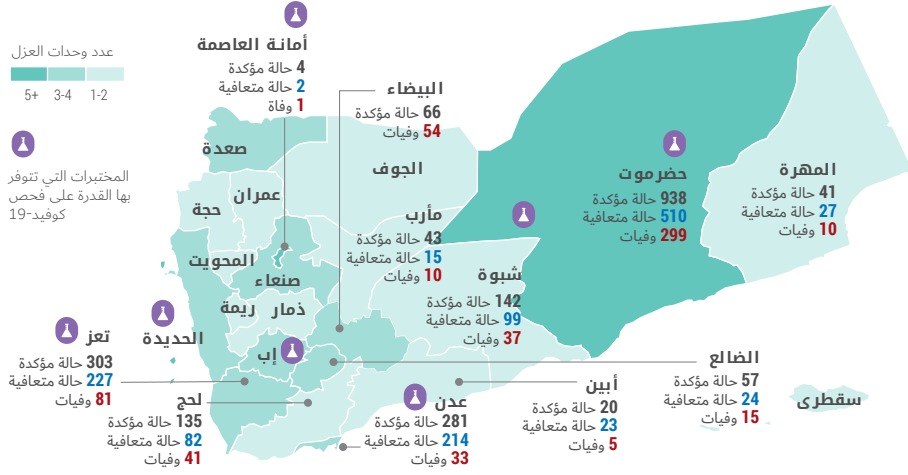 عدد وحدات العزل
5+ 3-4 1-2
المختبرات التي تتوفر
بها القدرة على فحص
كوفيد-19
أمانة العاصمة
4 حالة مؤكدة
2 حالة متعافية
1 وفاة
البيضاء
66 حالة مؤكدة
54 وفيات
صعدة
الجوف
عمران
حجة
المحويت
صنعاء
ذمار
ريمة
الحديدة
إب
مأرب
43 حالة مؤكدة
15 حالة متعافية
10 وفيات
شبوة
142 حالة مؤكدة
99 حالة متعافية
37 وفيات
حضرموت
938 حالة مؤكدة
510 حالة متعافية
299 وفيات
المهرة
41 حالة مؤكدة
27 حالة متعافية
10 وفيات
تعز
303 حالة مؤكدة
227 حالة متعافية
81 وفيات
لحج
135 حالة مؤكدة
82 حالة متعافية
41 وفيات
عدن
281 حالة مؤكدة
214 حالة متعافية
33 وفيات
أبين
20 حالة مؤكدة
23 حالة متعافية
5 وفيات
الضالع
57 حالة مؤكدة
24 حالة متعافية
15 وفيات
سقطرى